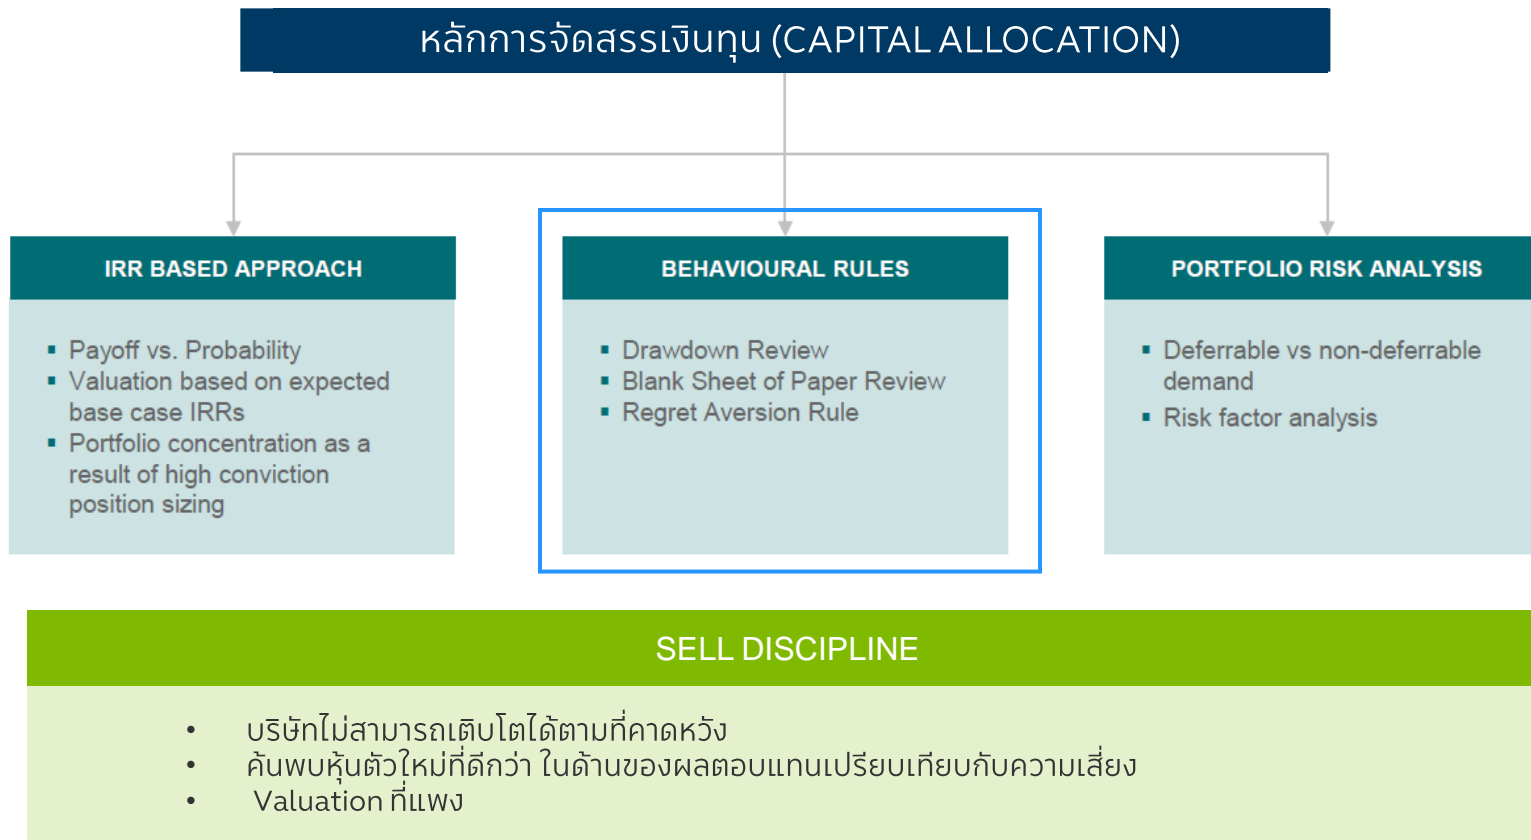 หลักการจัดสรรเงินทุน (CAPITAL ALLOCATION)
IRR BASED APPROACH
▪ Payoff vs. Probability
▪ Valuation based on expected
base case IRRs
▪ Portfolio concentration as a
result of high conviction
position sizing
BEHAVIOURAL RULES
▪ Drawdown Review
▪ Blank Sheet of Paper Review
▪ Regret Aversion Rule
PORTFOLIO RISK ANALYSIS
▪ Deferrable vs non-deferrable
demand
▪ Risk factor analysis
SELL DISCIPLINE
• บริษัทไม่สามารถเติบโตได้ตามที่คาดหวัง
• ค้นพบหุ้นตัวใหม่ที่ดีกว่า ในด้านของผลตอบแทนเปรียบเทียบกับความเสี่ยง
• Valuation ที่แพง